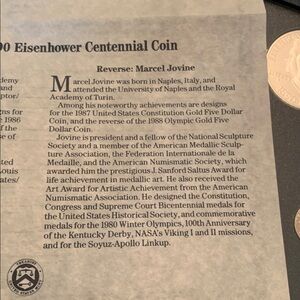 90 Eisenhower Centennial Coin
Reverse: Marcel Jovine
Marcel Jovine was born in Naples, Italy, and
attended the University of Naples and the Royal
Academy of Turin.
Among his noteworthy achievements are designs
for the 1987 United States Constitution Gold Five
Dollar Coin, and the reverse of the 1988 Olympic Gold Five
Dollar Coin.
Jovine is president and a fellow of the National Sculpture
Society and a member of the American Medallic Sculp-
ture Association, the Federation Internationale de la
Medaille, and the American Numismatic Society, which
awarded him the prestigious J. Sanford Saltus Award for
life achievement in medallic art. He also received the
Art Award for Artistic Achievement from the American
Numismatic Association. He designed the Constitution,
Congress and Supreme Court Bicentennial medals for
the United States Historical Society, and commemorative
medals for the 1980 Winter Olympics, 100th Anniversary
of the Kentucky Derby, NASA's Viking I and II missions,
and for the Soyuz-Apollo Linkup.